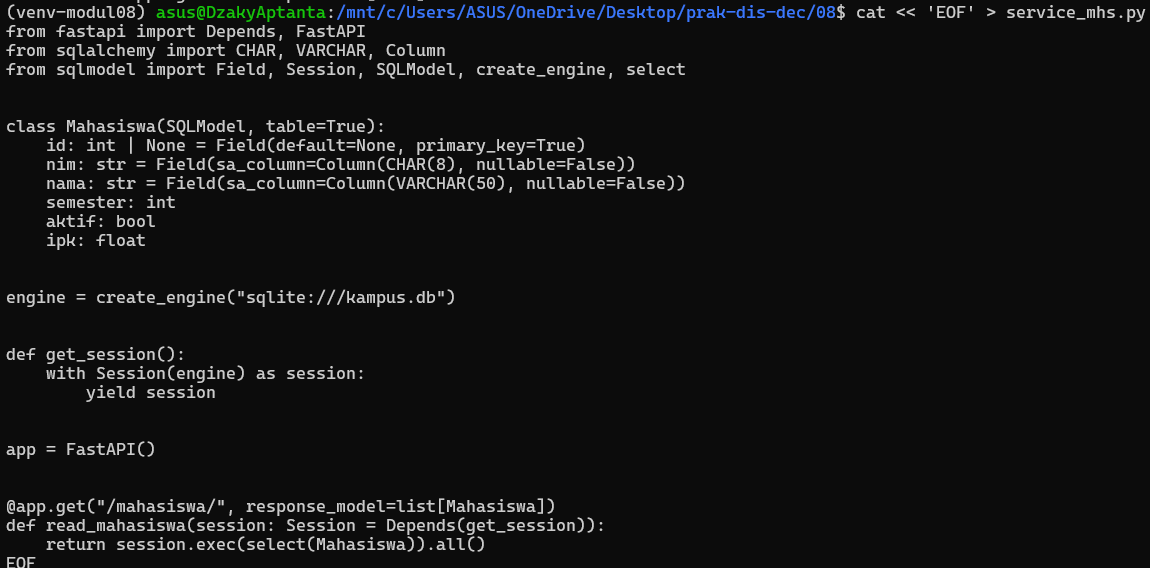 (venv-modul08) asus@DzakyAptanta:/mnt/c/Users/ASUS/OneDrive/Desktop/prak-dis-dec/08$ cat << 'EOF' > service_mhs.py
from fastapi import Depends, FastAPI
from sqlalchemy import CHAR, VARCHAR, Column
from sqlmodel import Field, Session, SQLModel, create_engine, select
class Mahasiswa(SQLModel, table=True):
    id: int | None = Field(default=None, primary_key=True)
    nim: str = Field(sa_column=Column(CHAR(8), nullable=False))
    nama: str = Field(sa_column=Column(VARCHAR(50), nullable=False))
    semester: int
    aktif: bool
    ipk: float
engine = create_engine("sqlite:///kampus.db")
def get_session():
    with Session(engine) as session:
        yield session
app = FastAPI()
@app.get("/mahasiswa/", response_model=list[Mahasiswa])
def read_mahasiswa(session: Session = Depends(get_session)):
    return session.exec(select(Mahasiswa)).all()
EOF